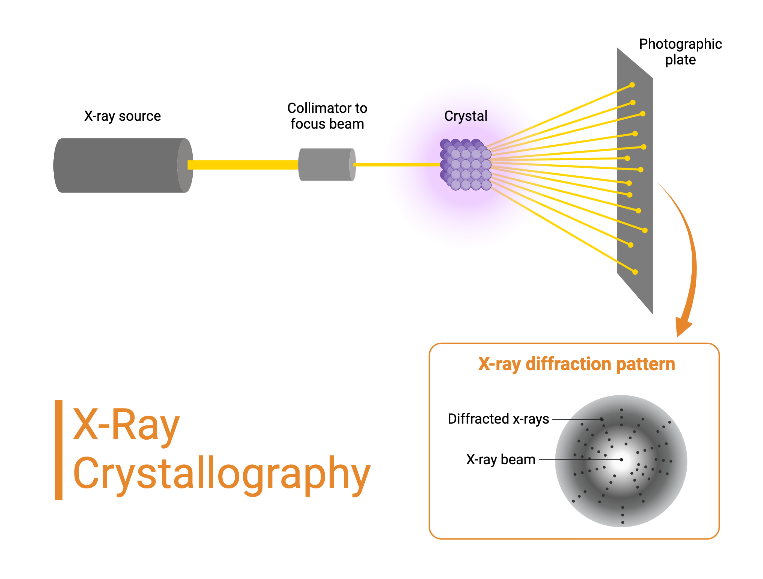 Photographic
plate
X-ray source
Collimator to
focus beam
Crystal
X-ray diffraction pattern
Diffracted x-rays
X-ray beam
X-Ray
Crystallography